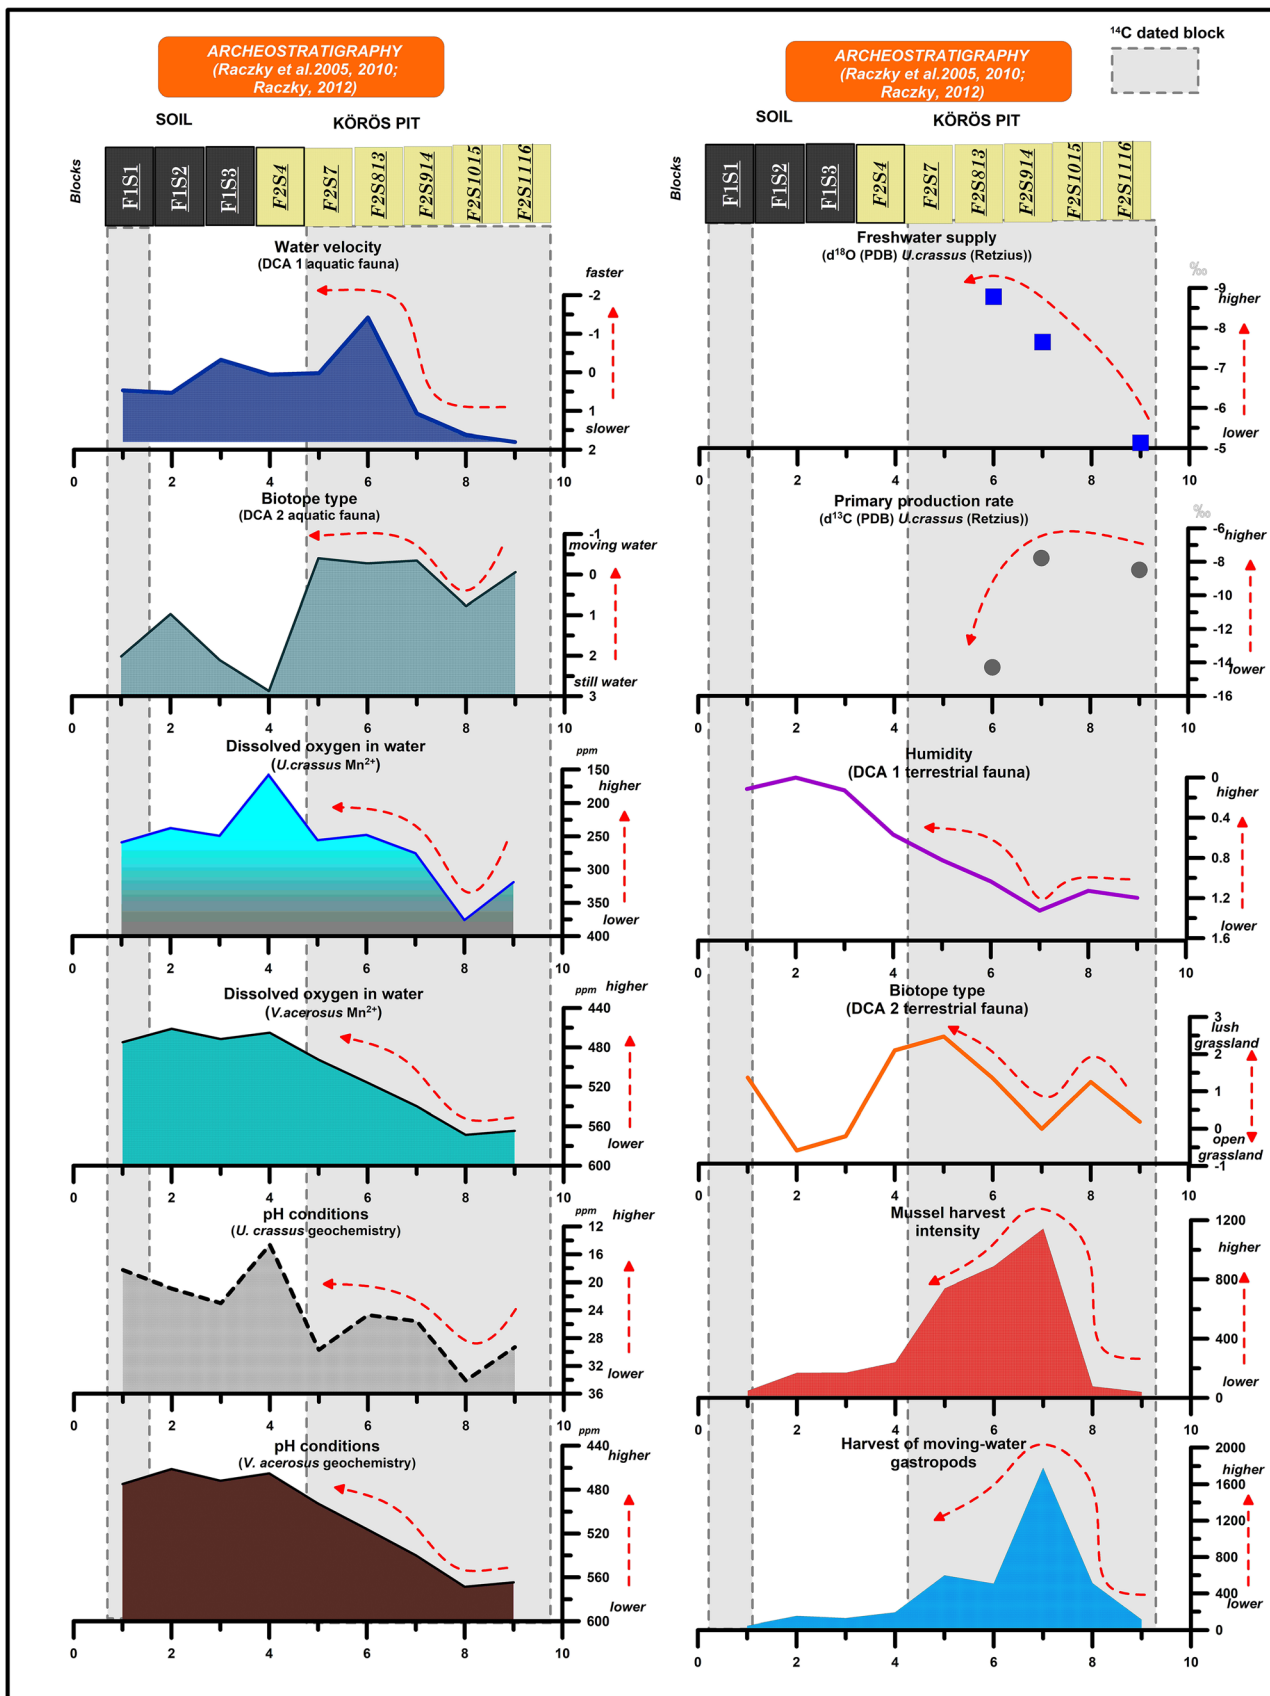 ARCHEOSTRATIGRAPHY
(Raczky et al.2005, 2010;
Raczky, 2012)
SOIL
KÖRÖS PIT
Blocks
F1S1
F1S2
F1S3
F2S4
F2S7
F2S813
F2S914
F2S1015
F2S1116
Water velocity
(DCA 1 aquatic fauna)
faster
-2
-1
0
1
slower
2
0
2
4
6
8
10
Biotope type
(DCA 2 aquatic fauna)
-1
moving water
0
1
2
still water
3
0
2
4
6
8
10
Dissolved oxygen in water
(U.crassus Mn²⁺)
ppm
150
higher
200
250
300
350
lower
400
0
2
4
6
8
10
Dissolved oxygen in water
(V.acerosus Mn²⁺)
ppm
higher
440
480
520
560
lower
600
0
2
4
6
8
10
pH conditions
(U. crassus geochemistry)
ppm
higher
12
16
20
24
28
32
lower
36
0
2
4
6
8
10
pH conditions
(V. acerosus geochemistry)
ppm
440
higher
480
520
560
lower
600
0
2
4
6
8
10
ARCHEOSTRATIGRAPHY
(Raczky et al.2005, 2010;
Raczky, 2012)
¹⁴C dated block
SOIL
KÖRÖS PIT
Blocks
F1S1
F1S2
F1S3
F2S4
F2S7
F2S813
F2S914
F2S1015
F2S1116
Freshwater supply
(d¹⁸O (PDB) U.crassus (Retzius))
‰
-9
higher
-8
-7
-6
lower
-5
0
2
4
6
8
10
Primary production rate
(d¹³C (PDB) U.crassus (Retzius))
‰
-6
higher
-8
-10
-12
-14
lower
-16
0
2
4
6
8
10
Humidity
(DCA 1 terrestrial fauna)
0
higher
0.4
0.8
1.2
lower
1.6
0
2
4
6
8
10
Biotope type
(DCA 2 terrestrial fauna)
3
lush
grassland
2
1
0
open
grassland
-1
0
2
4
6
8
10
Mussel harvest
intensity
1200
higher
800
400
lower
0
0
2
4
6
8
10
Harvest of moving-water
gastropods
2000
higher
1600
1200
800
400
lower
0
0
2
4
6
8
10